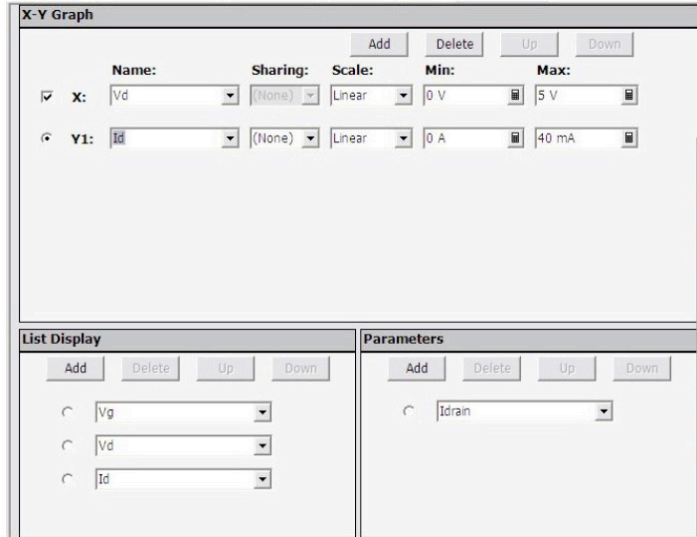 X-Y Graph
Add Delete Up Down
Name: Sharing: Scale: Min: Max:
X: Vd (None) Linear 0 V 5 V
Y1: Id (None) Linear 0 A 40 mA
List Display
Add Delete Up Down
Vg
Vd
Id
Parameters
Add Delete Up Down
Idrain